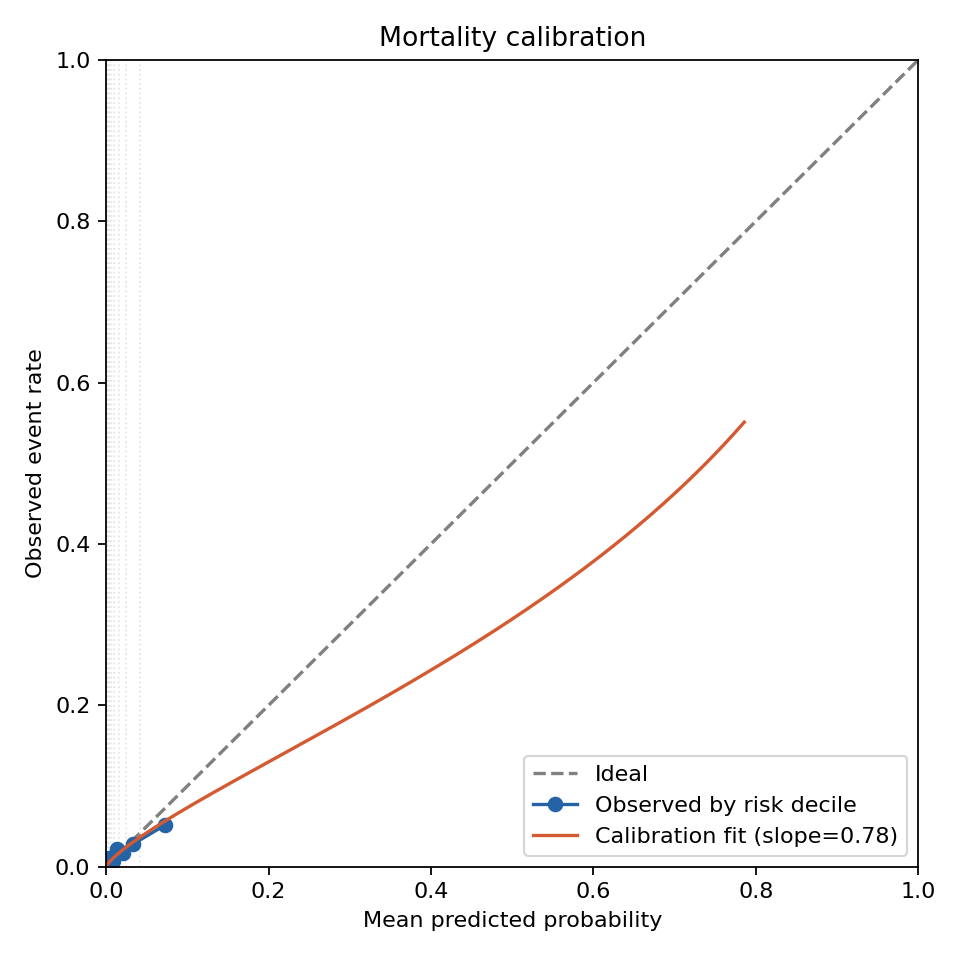 Mortality calibration
1.0
0.8
0.6
0.4
0.2
0.0
Observed event rate
0.0 0.2 0.4 0.6 0.8 1.0
Mean predicted probability
Ideal
Observed by risk decile
Calibration fit (slope=0.78)